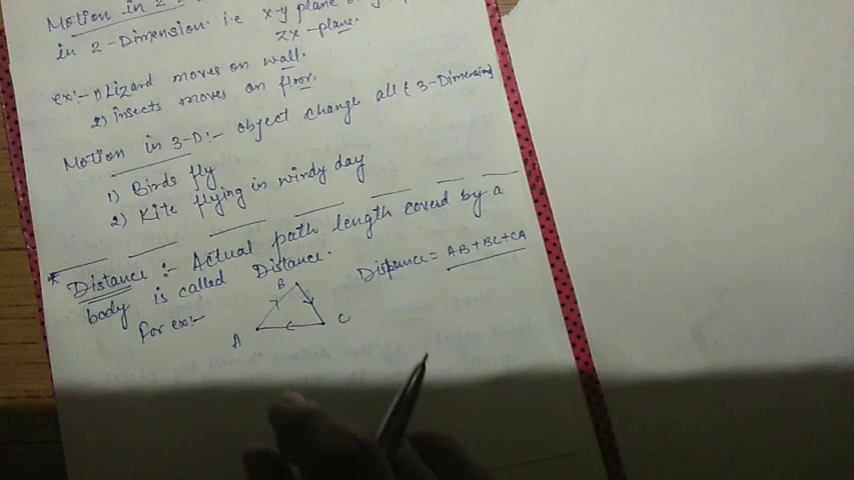 Motion in 2
in 2-Dimension. i.e x-y plane
zx-plane.
ex:- 1) Lizard moves on wall.
2) insects moves on floor.
Motion in 3-D:- object change all (3-Dimension)
1) Birds fly
2) Kite flying in windy day
* Distance :- Actual path length coverd by a
body is called Distance.
for ex:-
B
A
C
Distance = AB+BC+CA